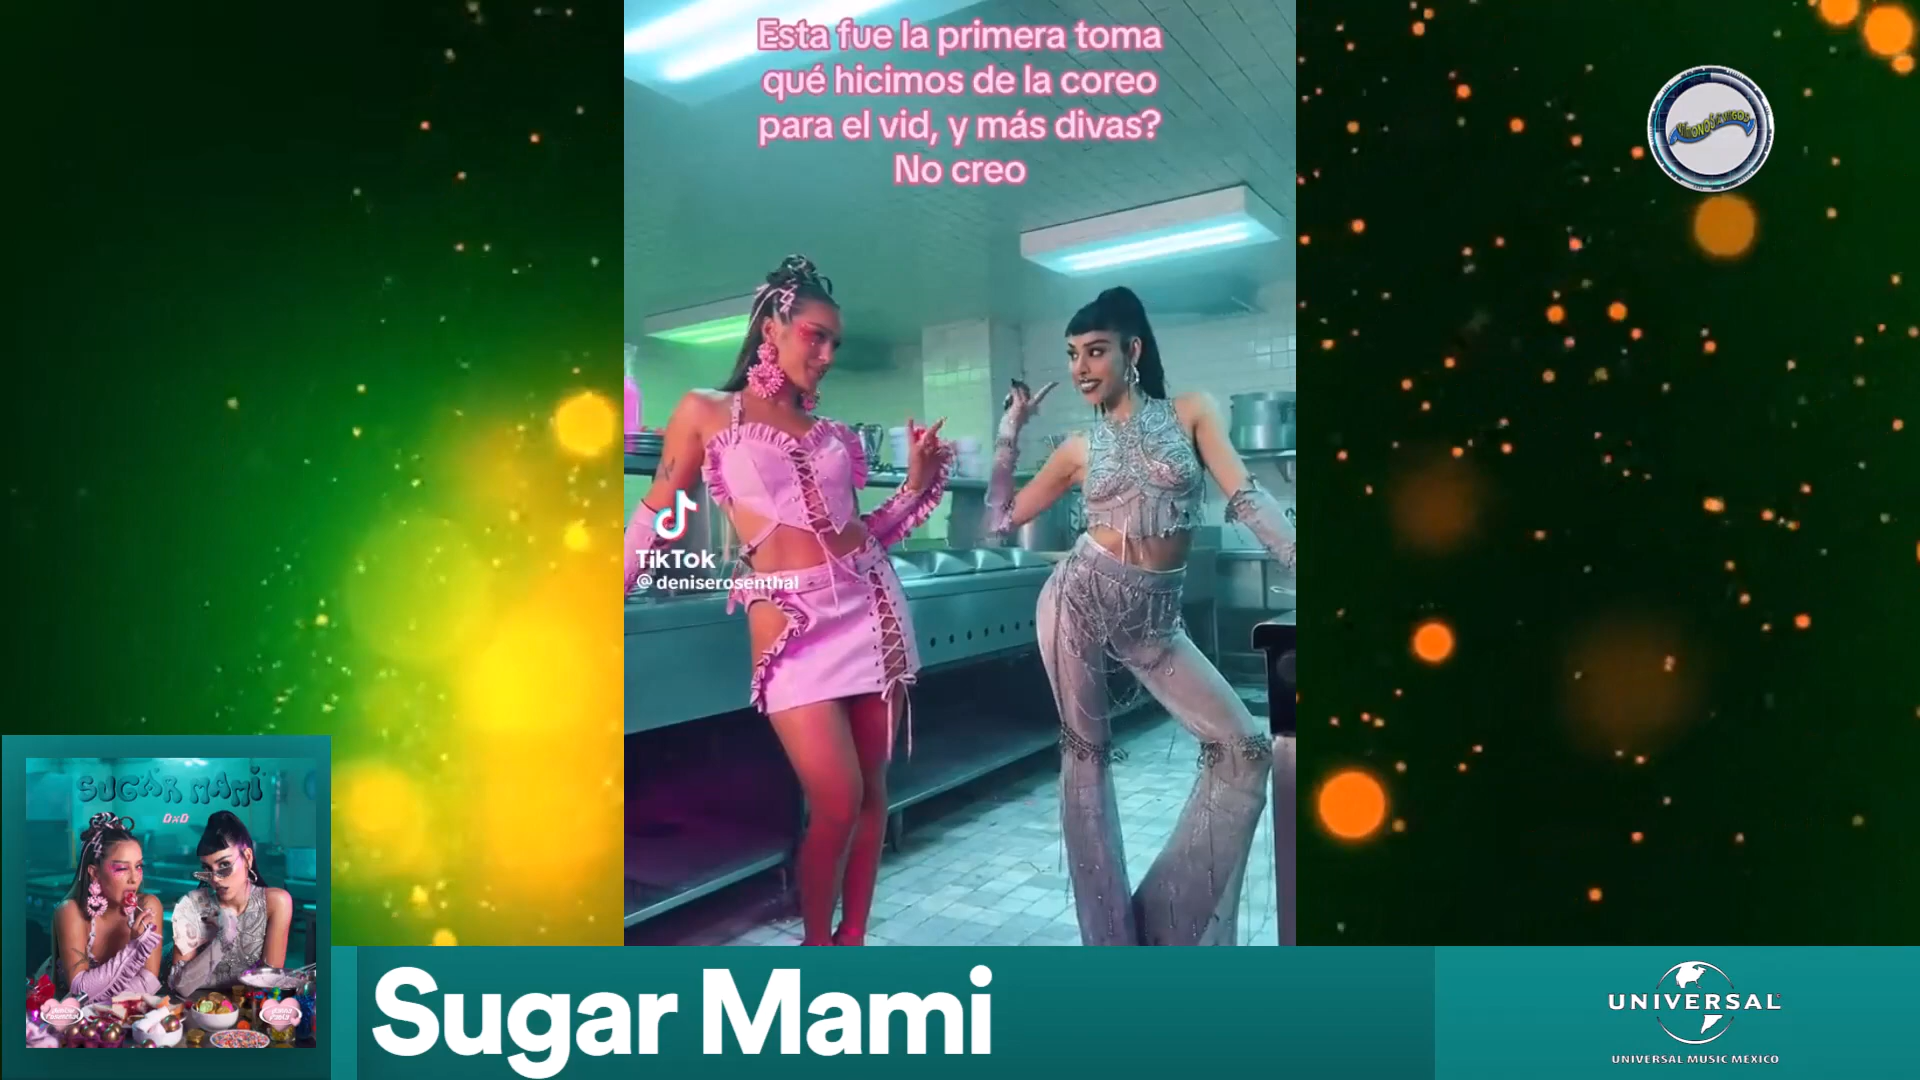 Esta fue la primera toma
qué hicimos de la coreo
para el vid, y más divas?
No creo
TikTok
@deniserosenthal
SUGAR MAMI
DxD
Sugar Mami
UNIVERSAL
UNIVERSAL MUSIC MEXICO